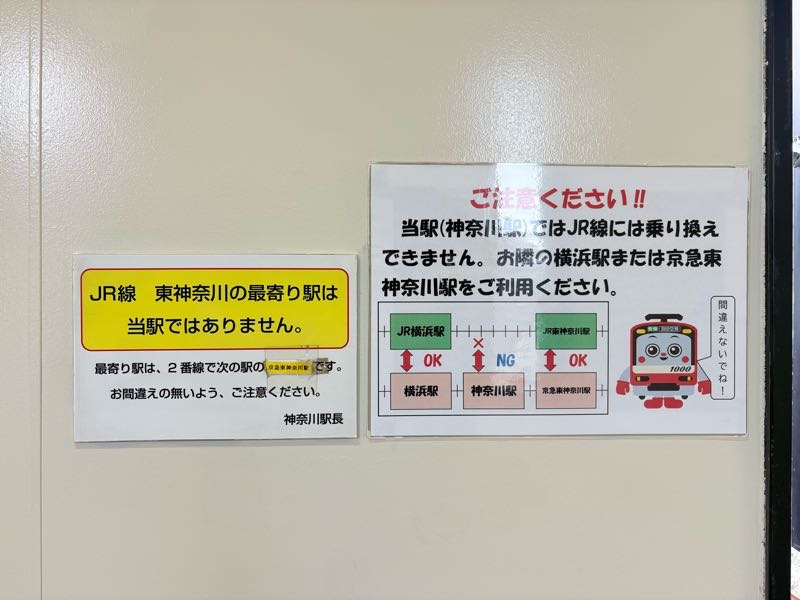 JR線 東神奈川の最寄り駅は
当駅ではありません。
最寄り駅は、2番線で次の駅の京急東神奈川駅です。
お間違えの無いよう、ご注意ください。
神奈川駅長
ご注意ください!!
当駅(神奈川駅)ではJR線には乗り換え
できません。お隣の横浜駅または京急東
神奈川駅をご利用ください。
JR横浜駅
JR東神奈川駅
OK
×
NG
OK
横浜駅
神奈川駅
京急東神奈川駅
間違えないでね!
1000